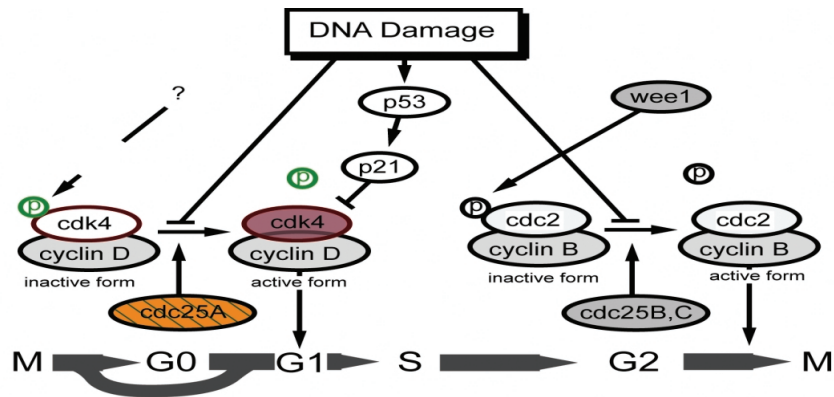 DNA Damage
?
p53
wee1
p21
p
p
p
cdk4
cdk4
p
cdc2
cdc2
cyclin D
cyclin D
cyclin B
cyclin B
inactive form
active form
inactive form
active form
cdc25A
cdc25B,C
M G0 G1 S G2 M